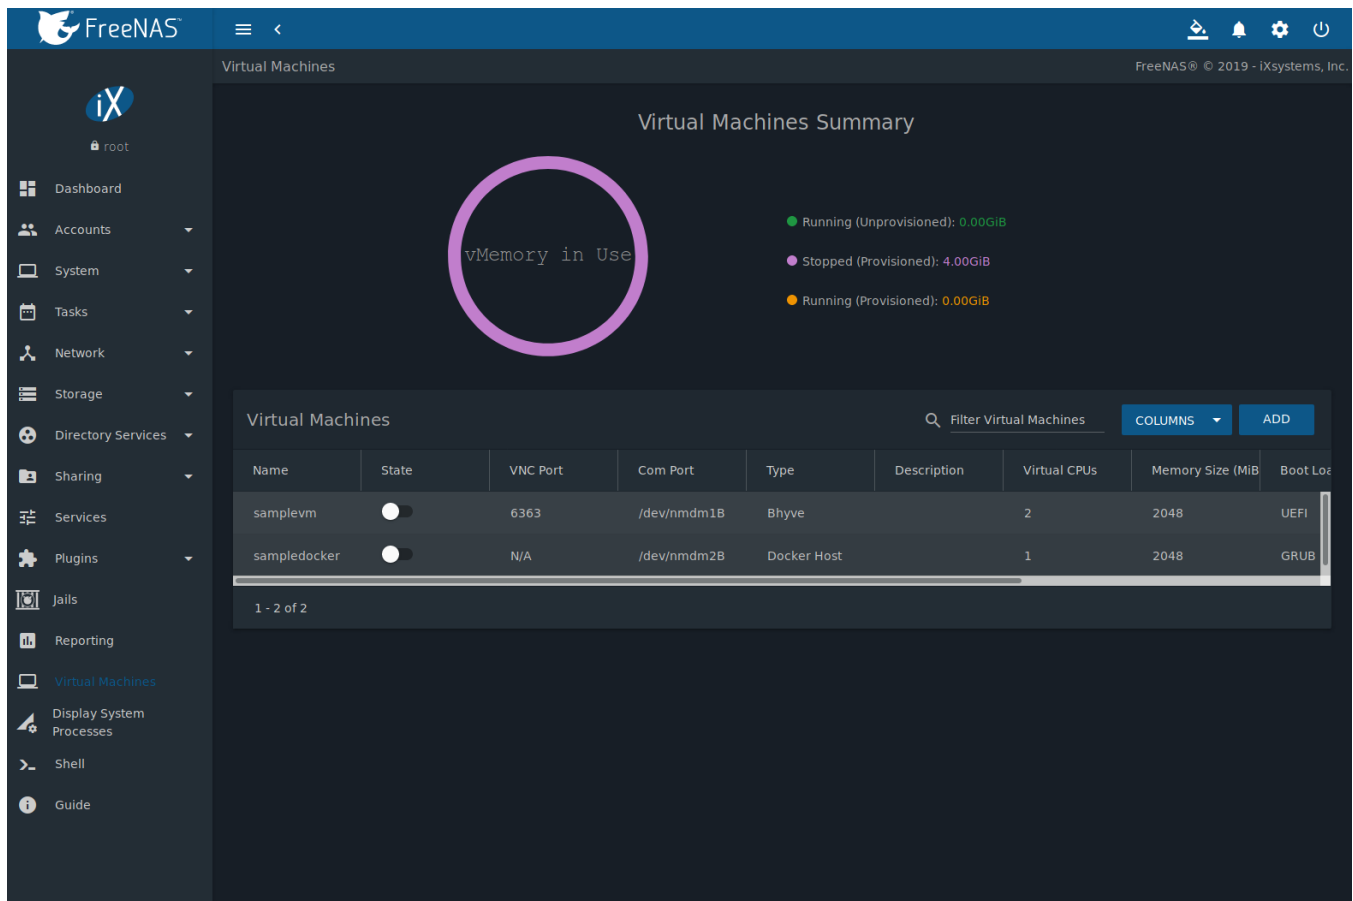 FreeNAS™
Virtual Machines
FreeNAS® © 2019 - iXsystems, Inc.
iX
root
Dashboard
Accounts
System
Tasks
Network
Storage
Directory Services
Sharing
Services
Plugins
Jails
Reporting
Virtual Machines
Display System
Processes
Shell
Guide
Virtual Machines Summary
vMemory in Use
Running (Unprovisioned): 0.00GiB
Stopped (Provisioned): 4.00GiB
Running (Provisioned): 0.00GiB
Virtual Machines
Filter Virtual Machines
COLUMNS
ADD
Name State VNC Port Com Port Type Description Virtual CPUs Memory Size (MiB Boot Loa
samplevm 6363 /dev/nmdm1B Bhyve 2 2048 UEFI
sampledocker N/A /dev/nmdm2B Docker Host 1 2048 GRUB
1 - 2 of 2